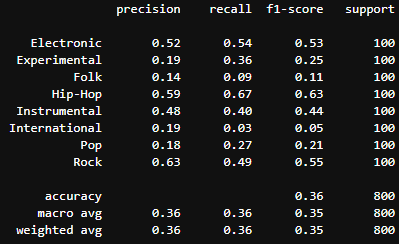 precision recall f1-score support
Electronic 0.52 0.54 0.53 100
Experimental 0.19 0.36 0.25 100
Folk 0.14 0.09 0.11 100
Hip-Hop 0.59 0.67 0.63 100
Instrumental 0.48 0.40 0.44 100
International 0.19 0.03 0.05 100
Pop 0.18 0.27 0.21 100
Rock 0.63 0.49 0.55 100
accuracy 0.36 800
macro avg 0.36 0.36 0.35 800
weighted avg 0.36 0.36 0.35 800